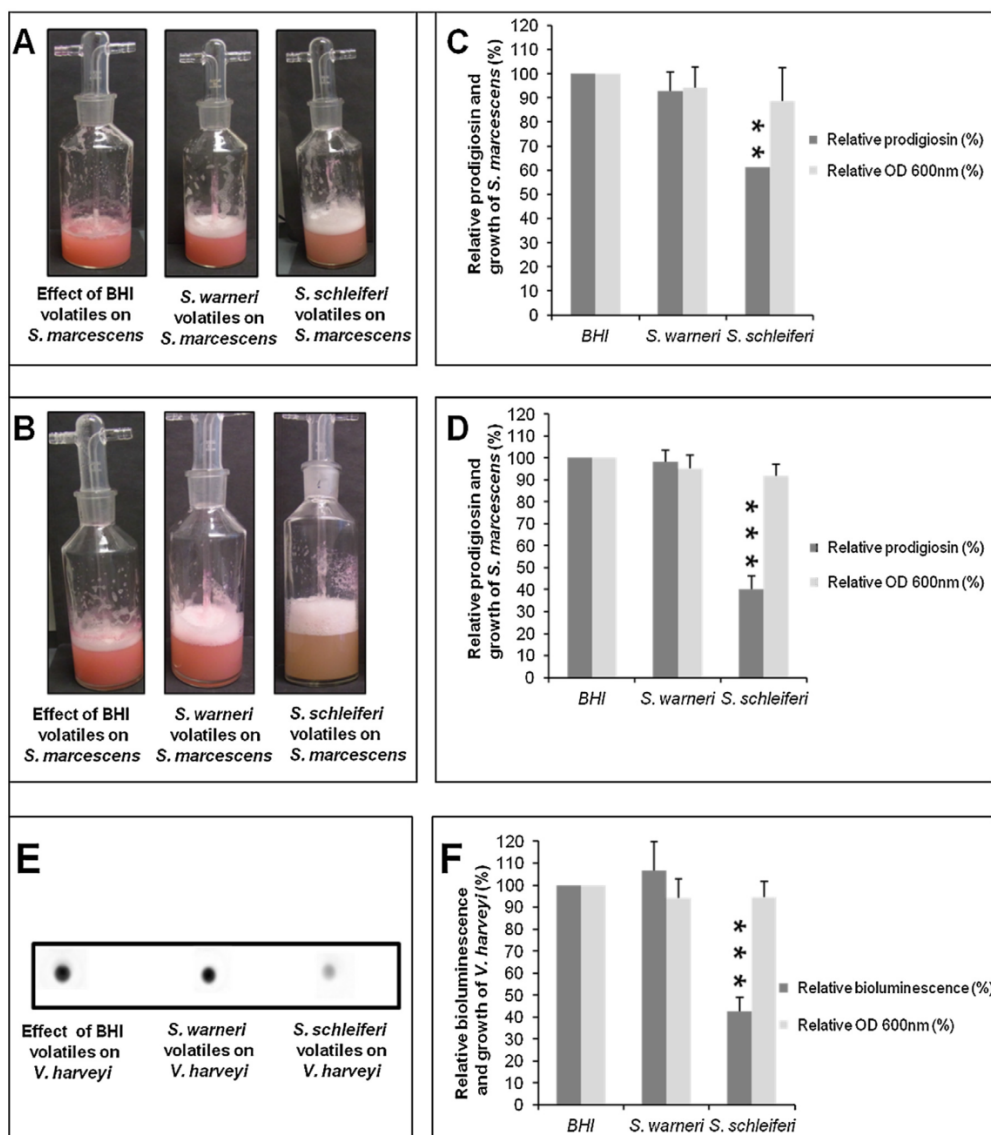 A
Effect of BHI
volatiles on
S. marcescens
S. warneri
volatiles on
S. marcescens
S. schleiferi
volatiles on
S. marcescens
C
Relative prodigiosin and
growth of S. marcescens (%)
120
110
100
90
80
70
60
50
40
30
20
10
0
**
BHI
S. warneri
S. schleiferi
Relative prodigiosin (%)
Relative OD 600nm (%)
B
Effect of BHI
volatiles on
S. marcescens
S. warneri
volatiles on
S. marcescens
S. schleiferi
volatiles on
S. marcescens
D
Relative prodigiosin and
growth of S. marcescens (%)
120
110
100
90
80
70
60
50
40
30
20
10
0
***
BHI
S. warneri
S. schleiferi
Relative prodigiosin (%)
Relative OD 600nm (%)
E
Effect of BHI
volatiles on
V. harveyi
S. warneri
volatiles on
V. harveyi
S. schleiferi
volatiles on
V. harveyi
F
Relative bioluminescence
and growth of V. harveyi (%)
120
110
100
90
80
70
60
50
40
30
20
10
0
***
BHI
S. warneri
S. schleiferi
Relative bioluminescence (%)
Relative OD 600nm (%)